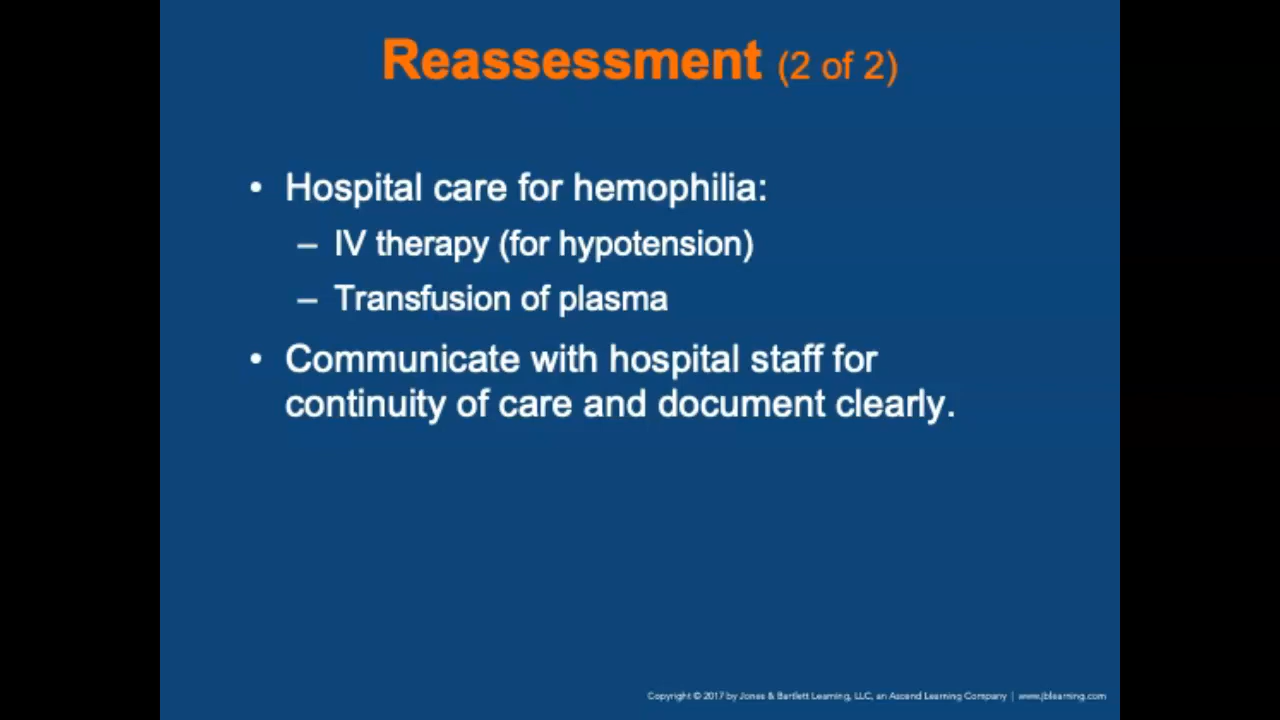 Reassessment (2 of 2)
• Hospital care for hemophilia:
– IV therapy (for hypotension)
– Transfusion of plasma
• Communicate with hospital staff for
continuity of care and document clearly.
Copyright © 2017 by Jones & Bartlett Learning, LLC, an Ascend Learning Company | www.jblearning.com